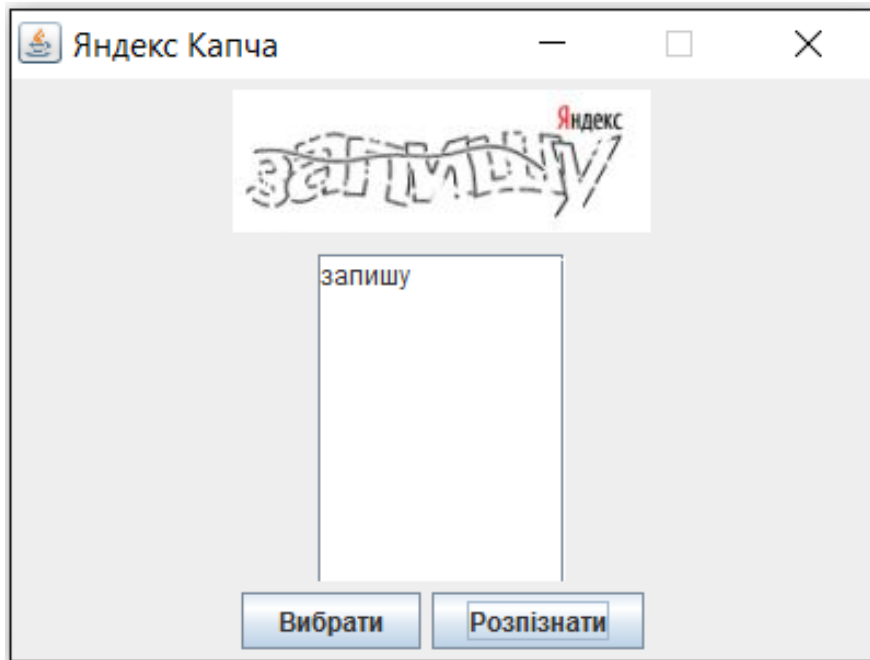 Яндекс Капча
Яндекс
запишу
запишу
Вибрати
Розпізнати